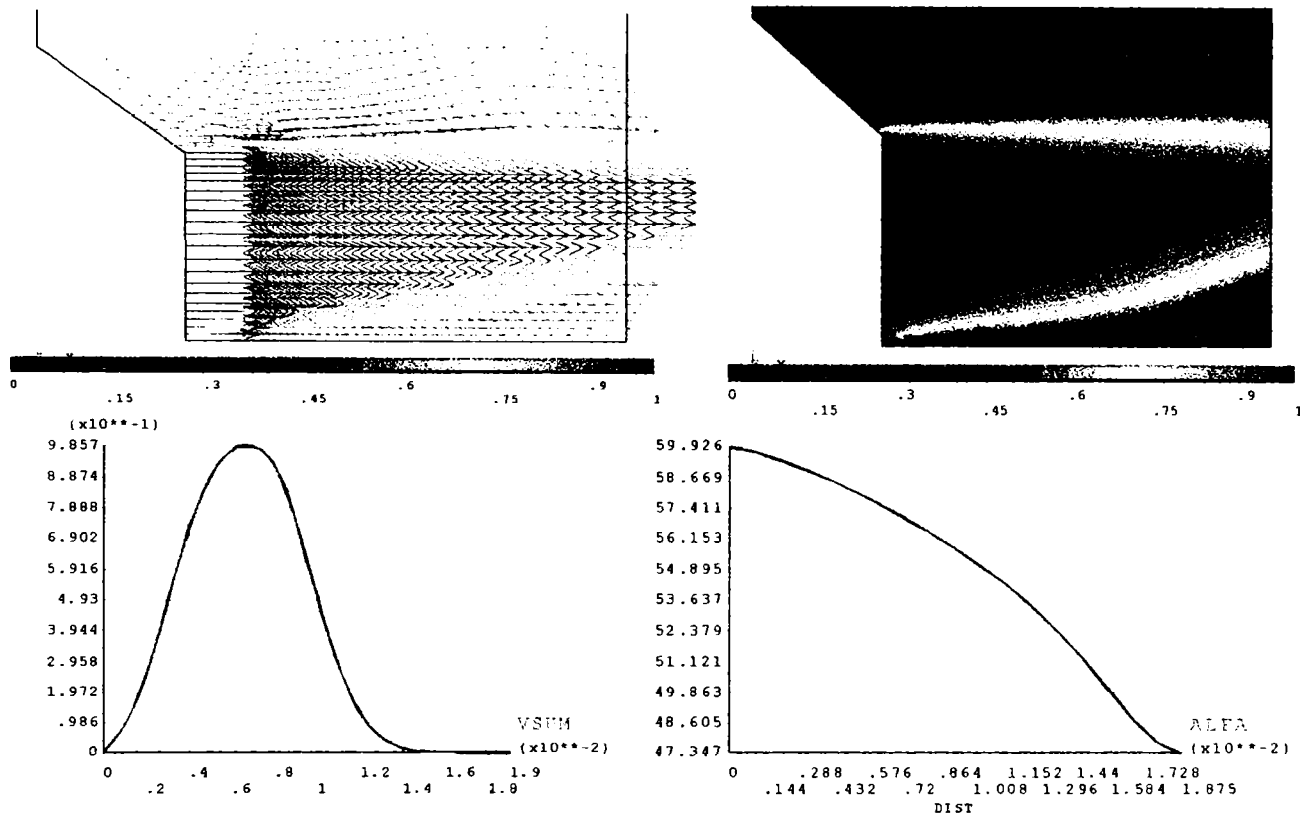 0 .3 .6 .9 1
.15 .45 .75
0 .3 .6 .9 1
.15 .45 .75
(x10**-1)
9.857
8.874
7.888
6.902
5.916
4.93
3.944
2.958
1.972
.986
0
VSUM
(x10**-2)
0 .4 .8 1.2 1.6 1.9
.2 .6 1 1.4 1.8
59.926
58.669
57.411
56.153
54.895
53.637
52.379
51.121
49.863
48.605
47.347
ALFA
(x10**-2)
0 .288 .576 .864 1.152 1.44 1.728
.144 .432 .72 1.008 1.296 1.584 1.875
DIST